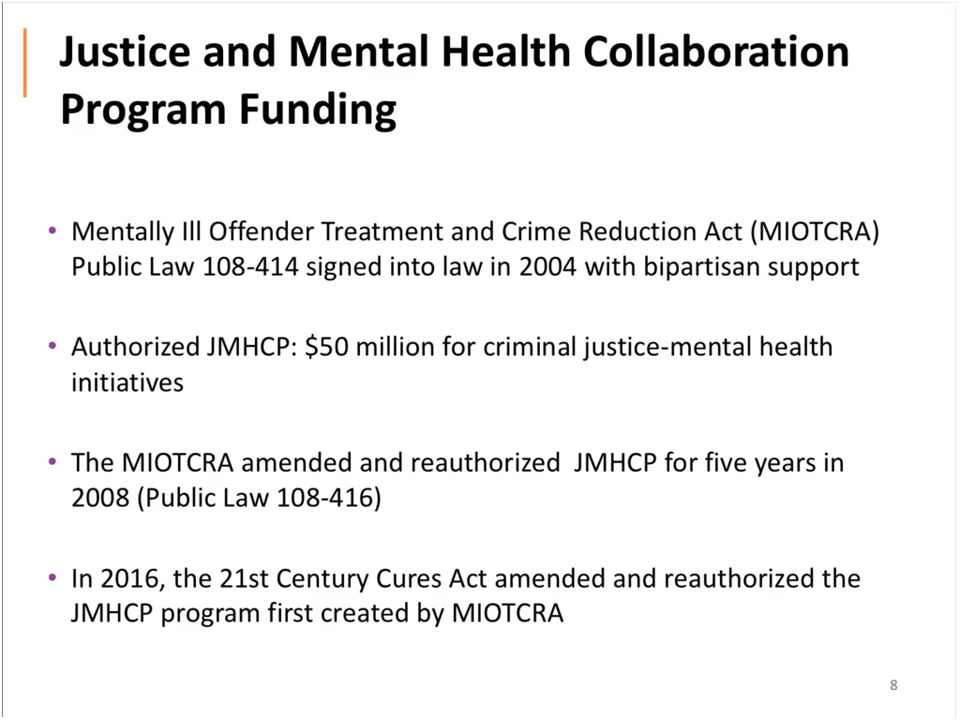 Justice and Mental Health Collaboration
Program Funding
• Mentally Ill Offender Treatment and Crime Reduction Act (MIOTCRA)
Public Law 108-414 signed into law in 2004 with bipartisan support
• Authorized JMHCP: $50 million for criminal justice-mental health
initiatives
• The MIOTCRA amended and reauthorized  JMHCP for five years in
2008 (Public Law 108-416)
• In 2016, the 21st Century Cures Act amended and reauthorized the
JMHCP program first created by MIOTCRA
8